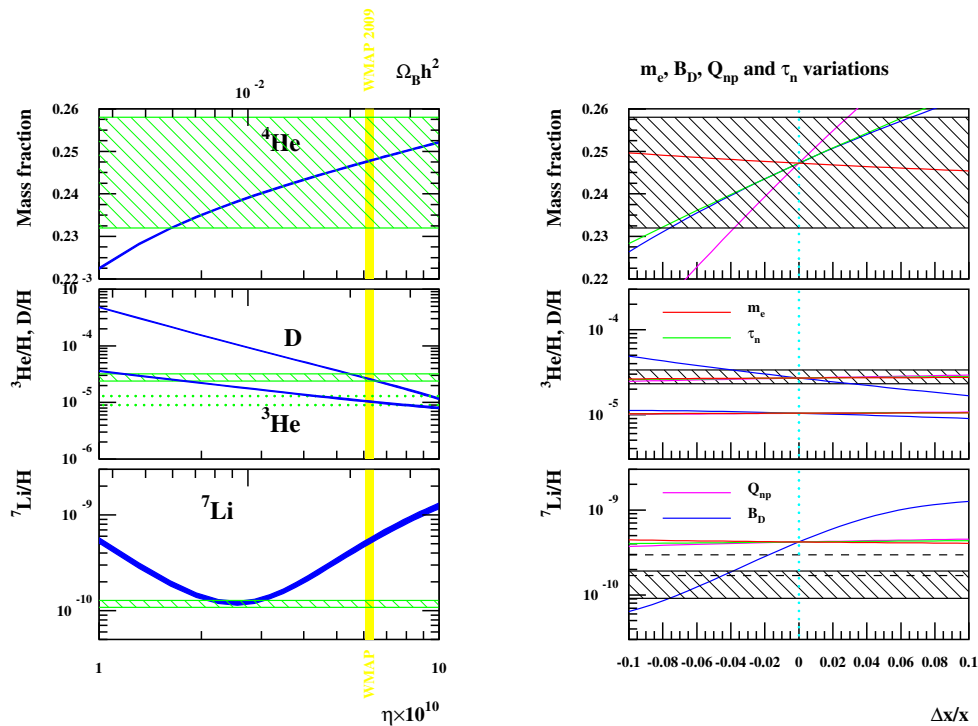 WMAP 2009
Ω_B h²
10⁻²
Mass fraction
0.26
0.25
0.24
0.23
0.22
⁴He
³He/H, D/H
10⁻³
10⁻⁴
10⁻⁵
10⁻⁶
D
³He
⁷Li/H
10⁻⁹
10⁻¹⁰
⁷Li
1
10
WMAP
η×10¹⁰
m_e, B_D, Q_np and τ_n variations
Mass fraction
0.26
0.25
0.24
0.23
0.22
³He/H, D/H
10⁻⁴
10⁻⁵
m_e
τ_n
⁷Li/H
10⁻⁹
10⁻¹⁰
Q_np
B_D
-0.1 -0.08 -0.06 -0.04 -0.02 0 0.02 0.04 0.06 0.08 0.1
Δx/x